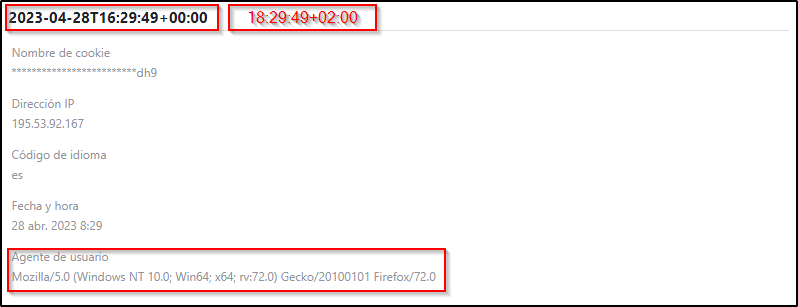 2023-04-28T16:29:49+00:00 18:29:49+02:00
Nombre de cookie
*************************dh9
Dirección IP
195.53.92.167
Código de idioma
es
Fecha y hora
28 abr. 2023 8:29
Agente de usuario
Mozilla/5.0 (Windows NT 10.0; Win64; x64; rv:72.0) Gecko/20100101 Firefox/72.0